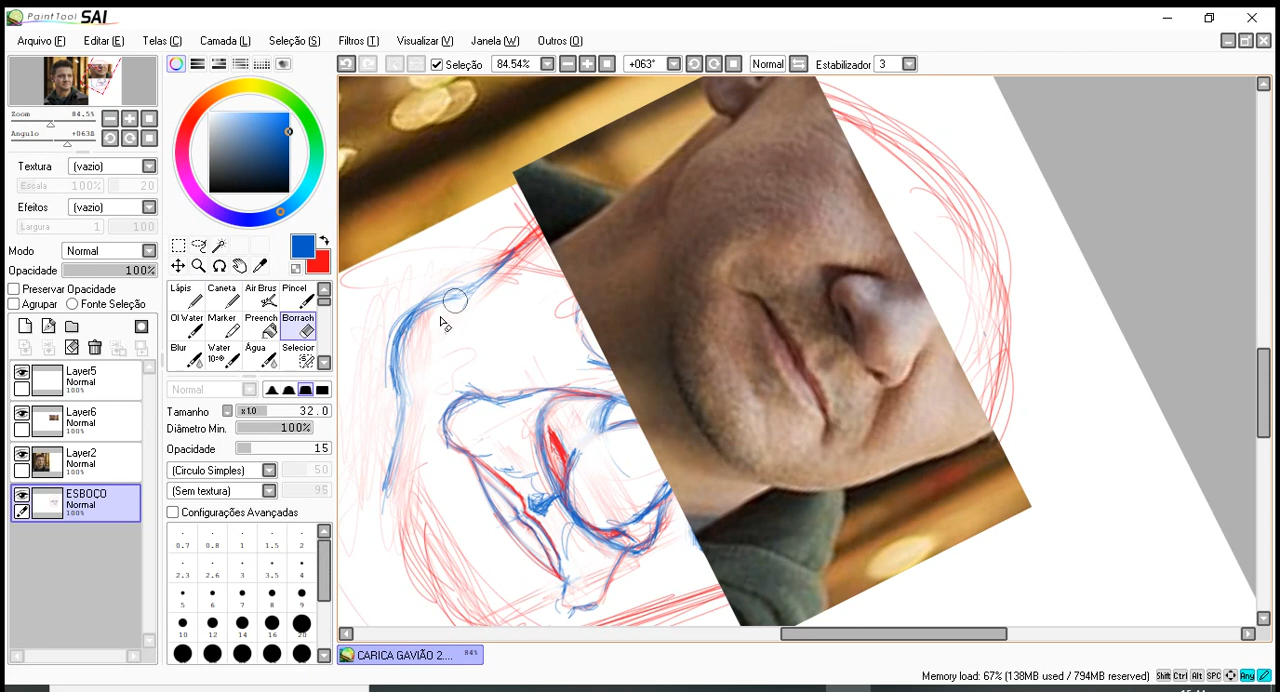 PaintTool SAI
Arquivo (F) Editar (E) Telas (C) Camada (L) Seleção (S) Filtros (T) Visualizar (V) Janela (W) Outros (O)
Seleção 84.54% +063° Normal Estabilizador 3
Zoom 84.5%
Angulo +063ß
Textura (vazio)
Escala 100% 20
Efeitos (vazio)
Largura 1 100
Modo Normal
Opacidade 100%
Preservar Opacidade
Agrupar Fonte Seleção
Layer5
Normal
100%
Layer6
Normal
100%
Layer2
Normal
100%
ESBOÇO
Normal
100%
Lápis Caneta Air Brus Pincel
Ol Water Marker Preench Borrach
Blur Water Água Selecior
Normal
Tamanho x1.0 32.0
Diâmetro Min. 100%
Opacidade 15
(Circulo Simples) 50
(Sem textura) 95
Configurações Avançadas
0.7 0.8 1 1.5 2
2.3 2.6 3 3.5 4
5 6 7 8 9
10 12 14 16 20
CARICA GAVIÃO 2.... 84%
Memory load: 67% (138MB used / 794MB reserved) Shift Ctrl Alt SPC Any